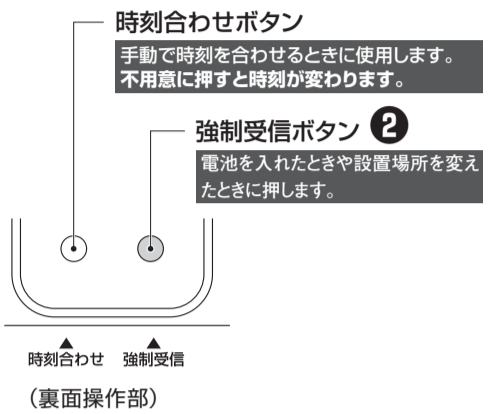 時刻合わせボタン
手動で時刻を合わせるときに使用します。
不用意に押すと時刻が変わります。
強制受信ボタン ❷
電池を入れたときや設置場所を変え
たときに押します。
時刻合わせ 強制受信
（裏面操作部）